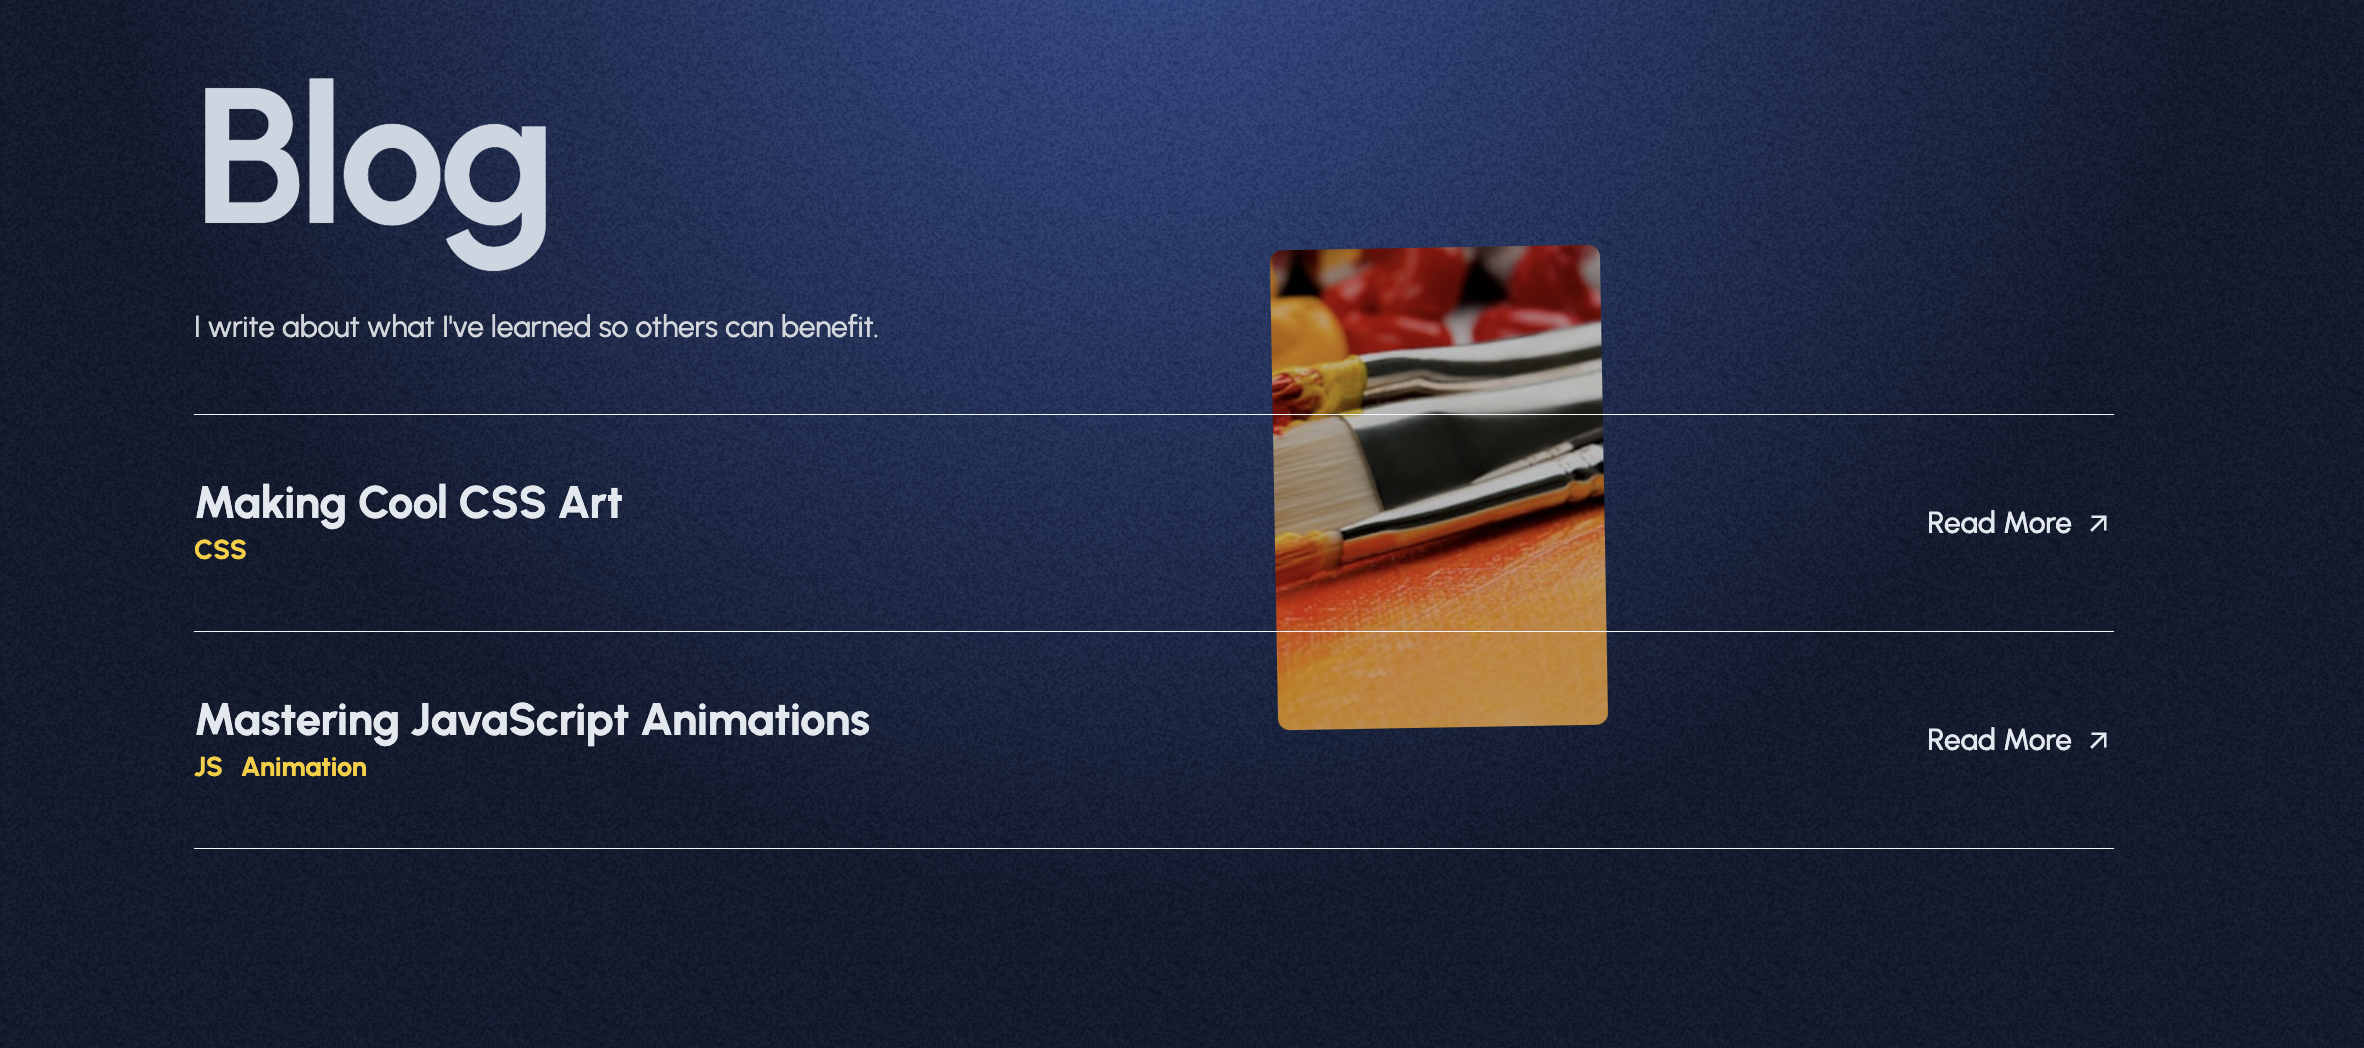 Blog
I write about what I've learned so others can benefit.
Making Cool CSS Art
CSS
Read More
Mastering JavaScript Animations
JS Animation
Read More